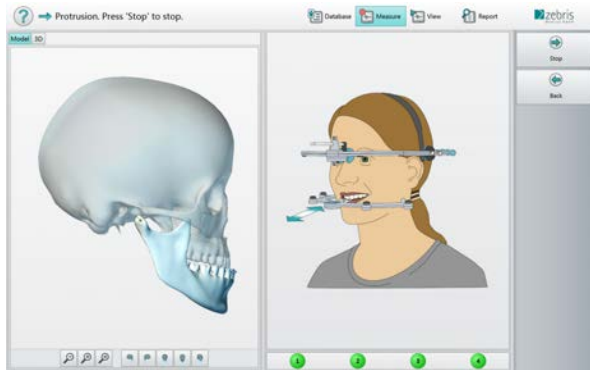 ? Protrusion. Press 'Stop' to stop.
Database
Measure
View
Report
zebris
Model 3D
Stop
Back
1 2 3 4